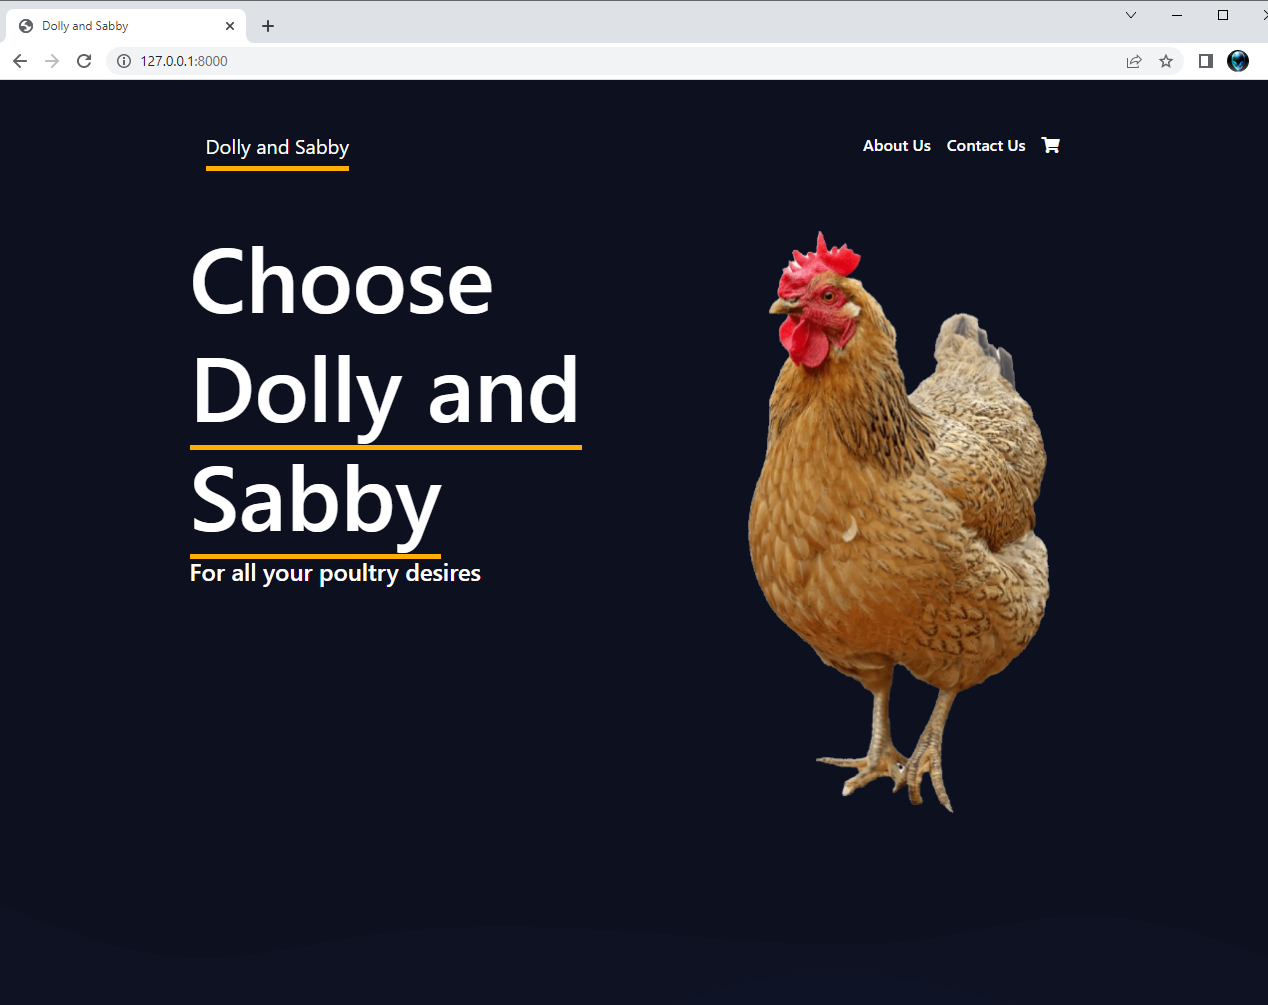 Dolly and Sabby
127.0.0.1:8000
Dolly and Sabby
About Us Contact Us
Choose
Dolly and
Sabby
For all your poultry desires